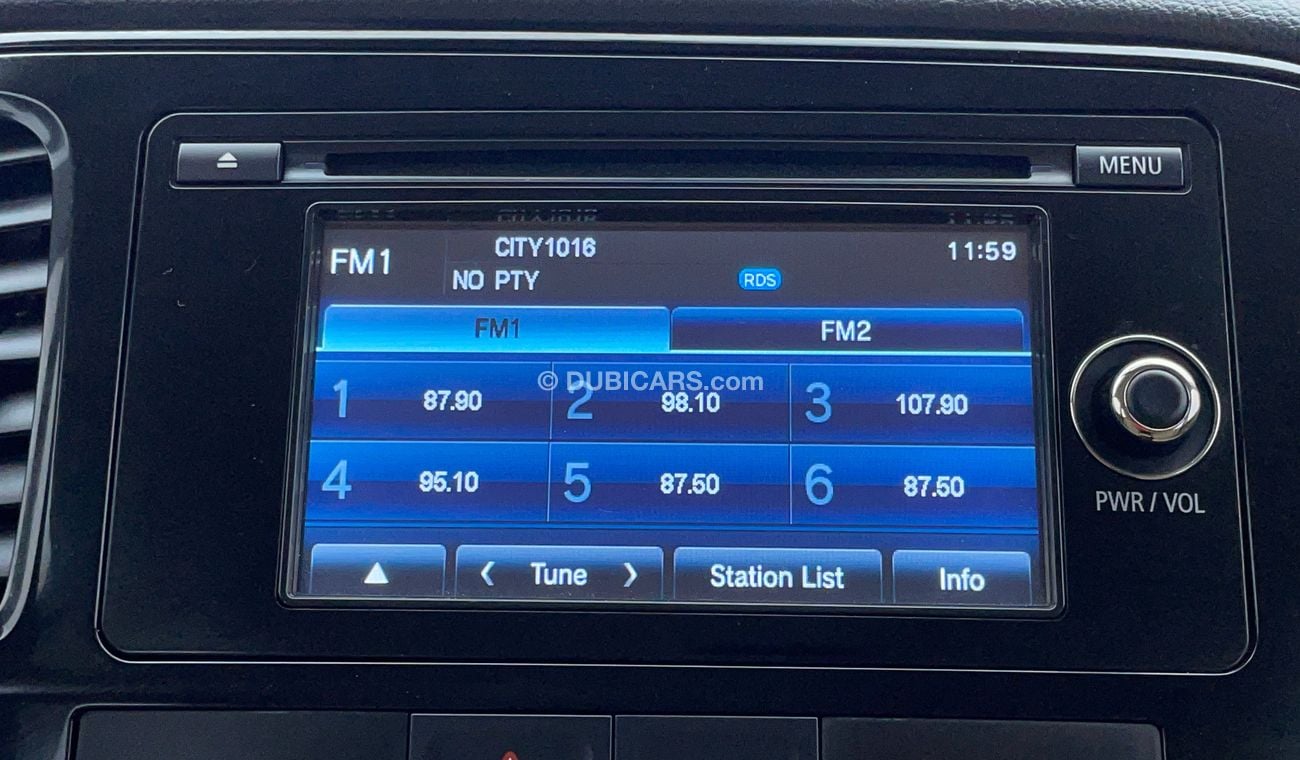 MENU
FM1 CITY1016 11:59
NO PTY RDS
FM1 FM2
© DUBICARS.com
1 87.90 2 98.10 3 107.90
4 95.10 5 87.50 6 87.50
PWR / VOL
Tune Station List Info